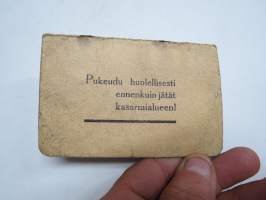 Pukeudu huolellisesti
ennenkuin jätät
kasarmialueen!